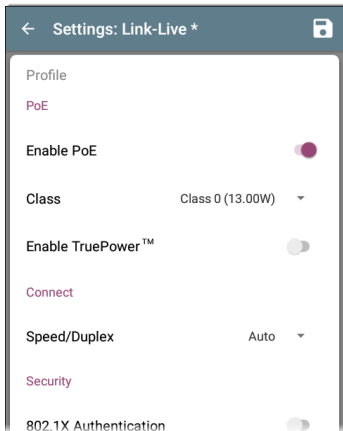 Settings: Link-Live *
Profile
PoE
Enable PoE
Class Class 0 (13.00W)
Enable TruePower™
Connect
Speed/Duplex Auto
Security
802.1X Authentication